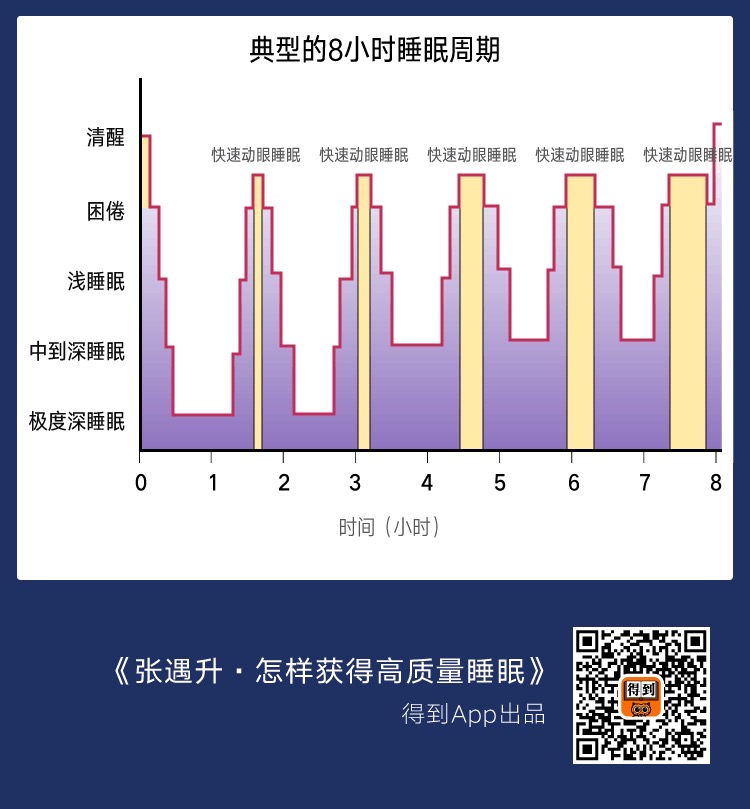 典型的8小时睡眠周期
清醒
快速动眼睡眠 快速动眼睡眠 快速动眼睡眠 快速动眼睡眠 快速动眼睡眠
困倦
浅睡眠
中到深睡眠
极度深睡眠
0 1 2 3 4 5 6 7 8
时间（小时）
《张遇升·怎样获得高质量睡眠》
得到
得到App出品